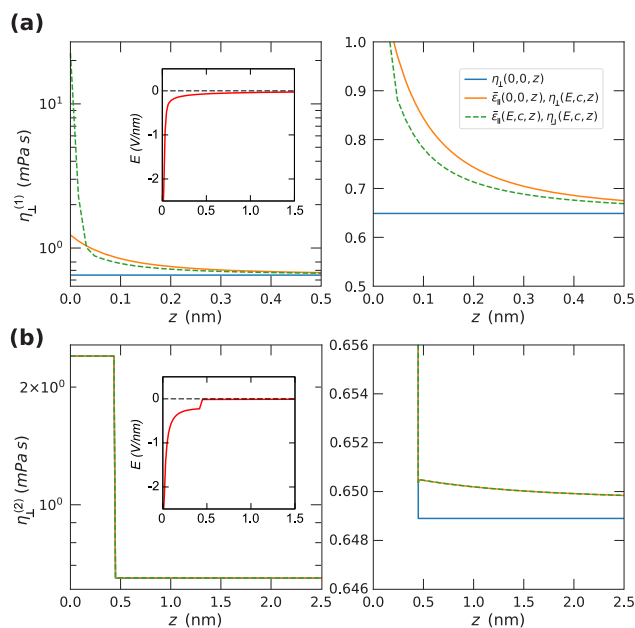 (a)
10¹
10⁰
η⊥⁽¹⁾ (mPa s)
0.0 0.1 0.2 0.3 0.4 0.5
z (nm)
E (V/nm)
0
-1
-2
0.0 0.5 1.0 1.5
1.0
0.9
0.8
0.7
0.6
0.5
η⊥(0,0,z)
ε̄∥(0,0,z), η⊥(E,c,z)
ε̄∥(E,c,z), η⊥(E,c,z)
0.0 0.1 0.2 0.3 0.4 0.5
z (nm)
(b)
2×10⁰
10⁰
η⊥⁽²⁾ (mPa s)
0.0 0.5 1.0 1.5 2.0 2.5
z (nm)
E (V/nm)
0
-1
-2
0.0 0.5 1.0 1.5
0.656
0.654
0.652
0.650
0.648
0.646
0.0 0.5 1.0 1.5 2.0 2.5
z (nm)